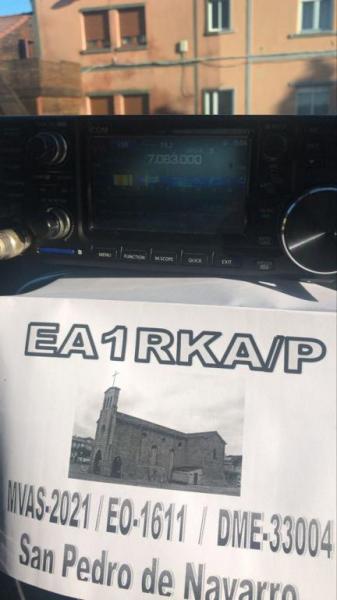 ICOM
7.083.000
MENU FUNCTION M.SCOPE QUICK EXIT
EA1RKA/P
MVAS-2021 / EO-1611 / DME-33004
San Pedro de Navarro